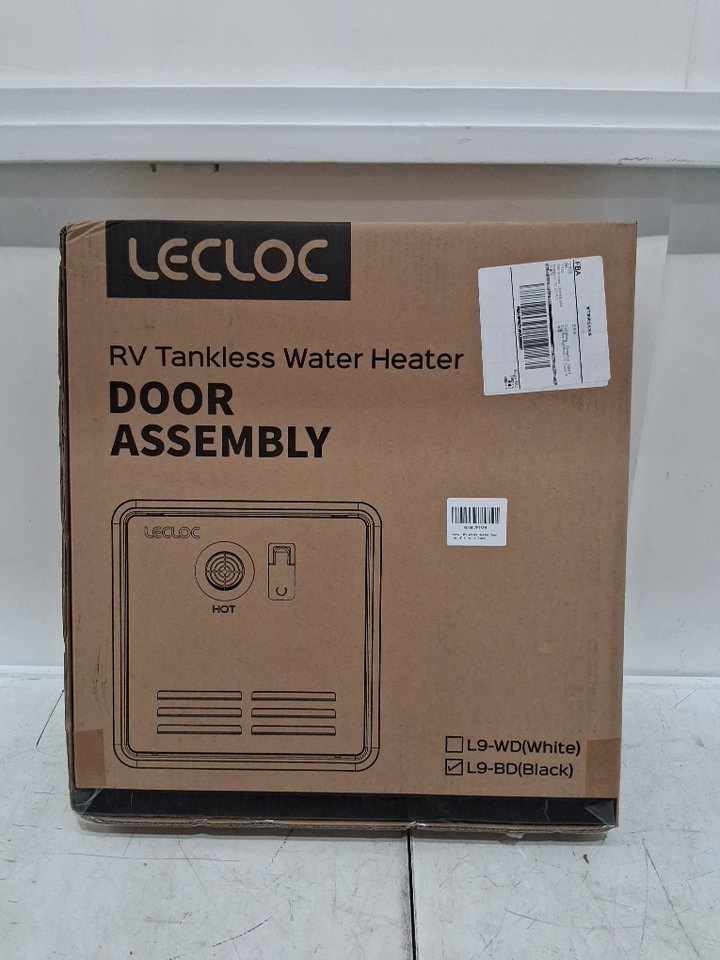 LECLOC
FBA
RV Tankless Water Heater
DOOR
ASSEMBLY
LECLOC
HOT
L9-WD(White)
L9-BD(Black)